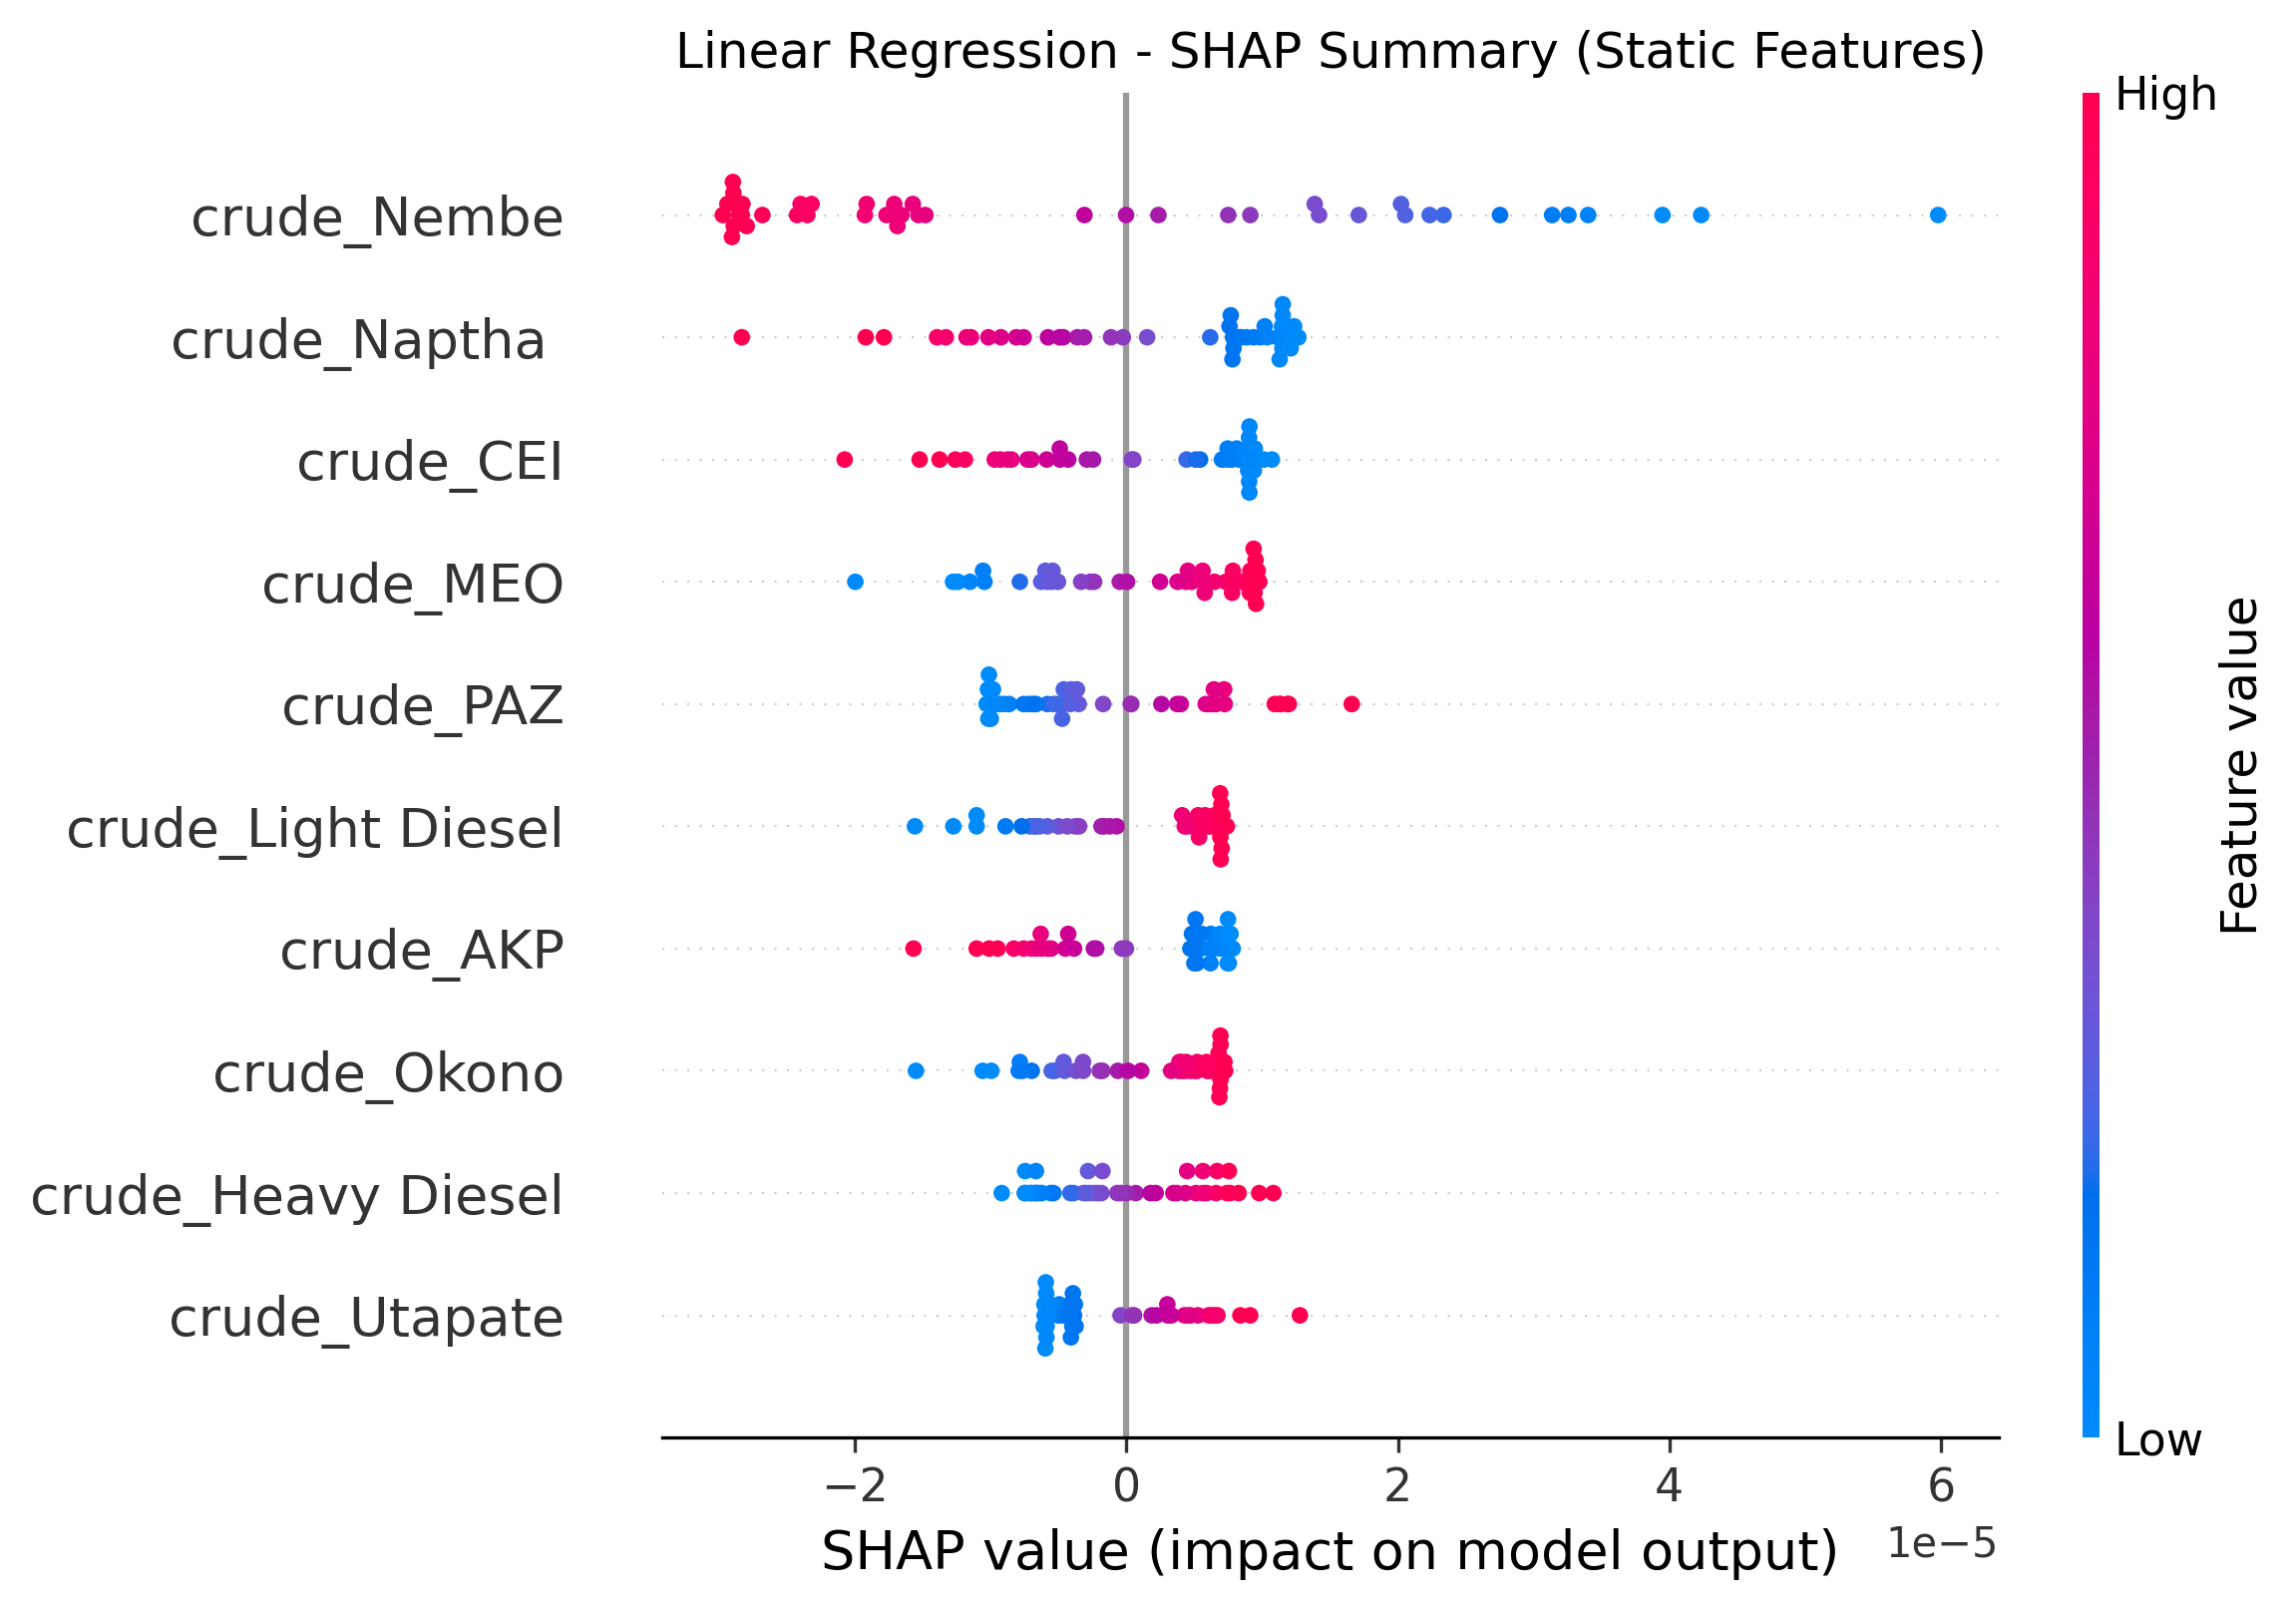 Linear Regression - SHAP Summary (Static Features)
High
crude_Nembe
crude_Naptha
crude_CEI
crude_MEO
crude_PAZ
crude_Light Diesel
crude_AKP
crude_Okono
crude_Heavy Diesel
crude_Utapate
Feature value
Low
−2 0 2 4 6
1e−5
SHAP value (impact on model output)